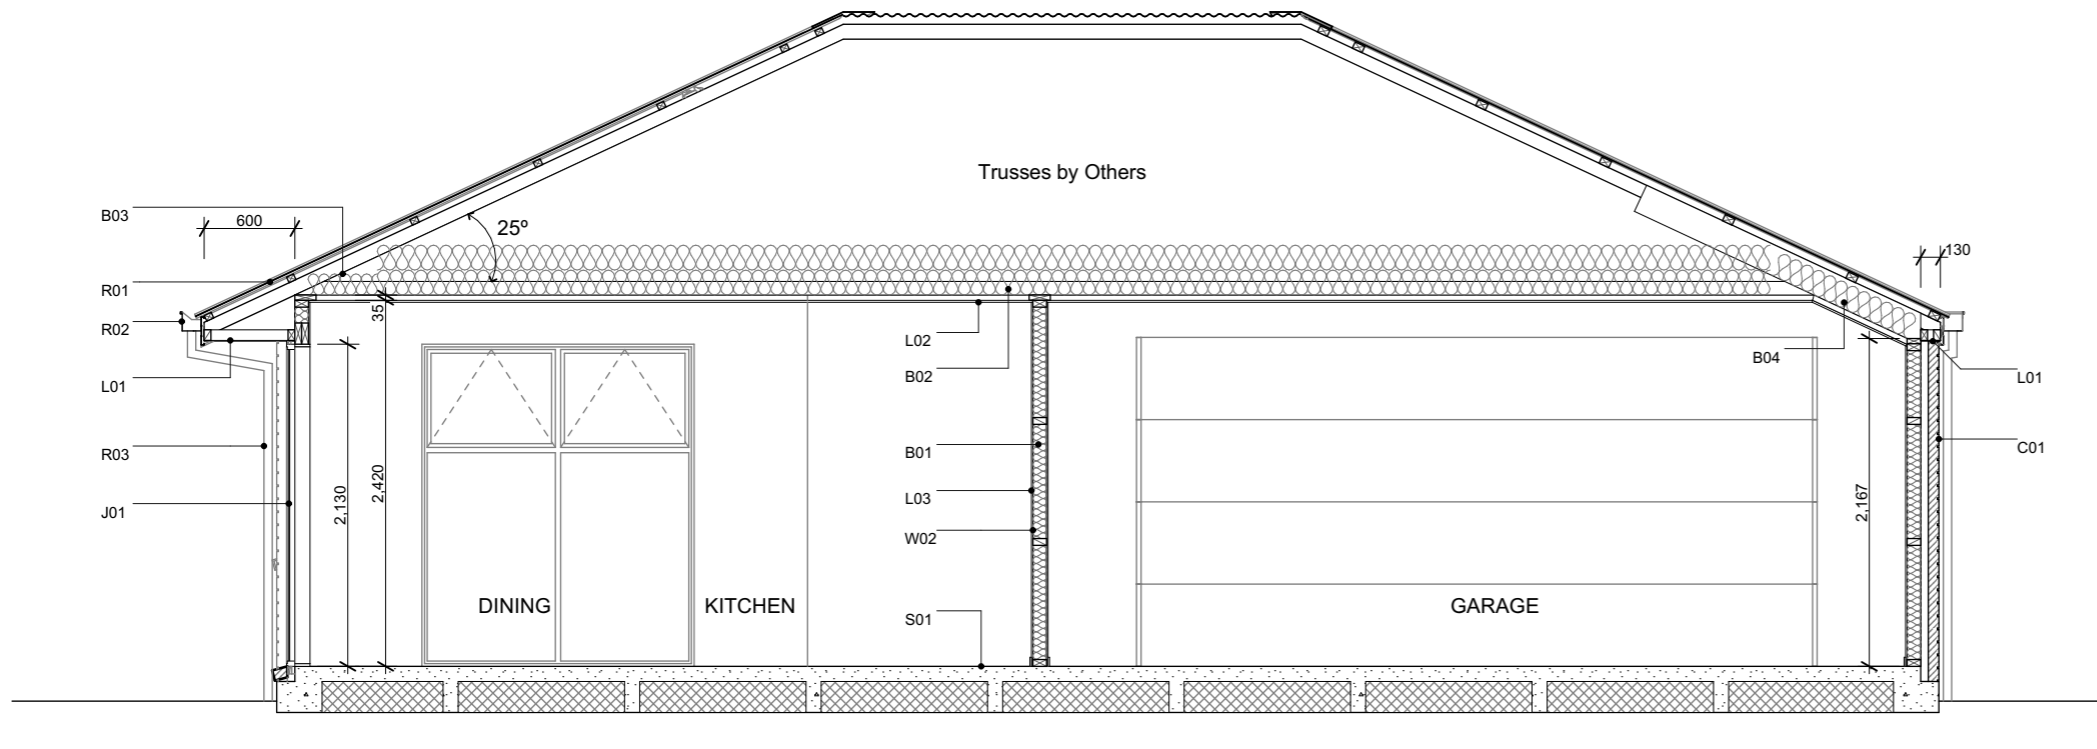 Trusses by Others
B03
600
25º
130
R01
R02
35
L02
B02
B04
L01
L01
R03
2,130
2,420
B01
C01
J01
L03
2,167
W02
DINING
KITCHEN
GARAGE
S01